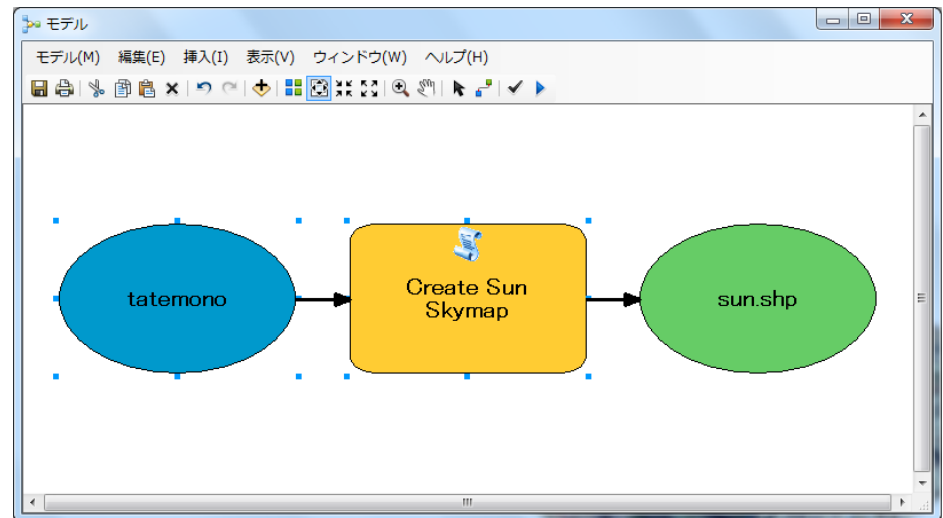 モデル
モデル(M) 編集(E) 挿入(I) 表示(V) ウィンドウ(W) ヘルプ(H)
tatemono
Create Sun
Skymap
sun.shp